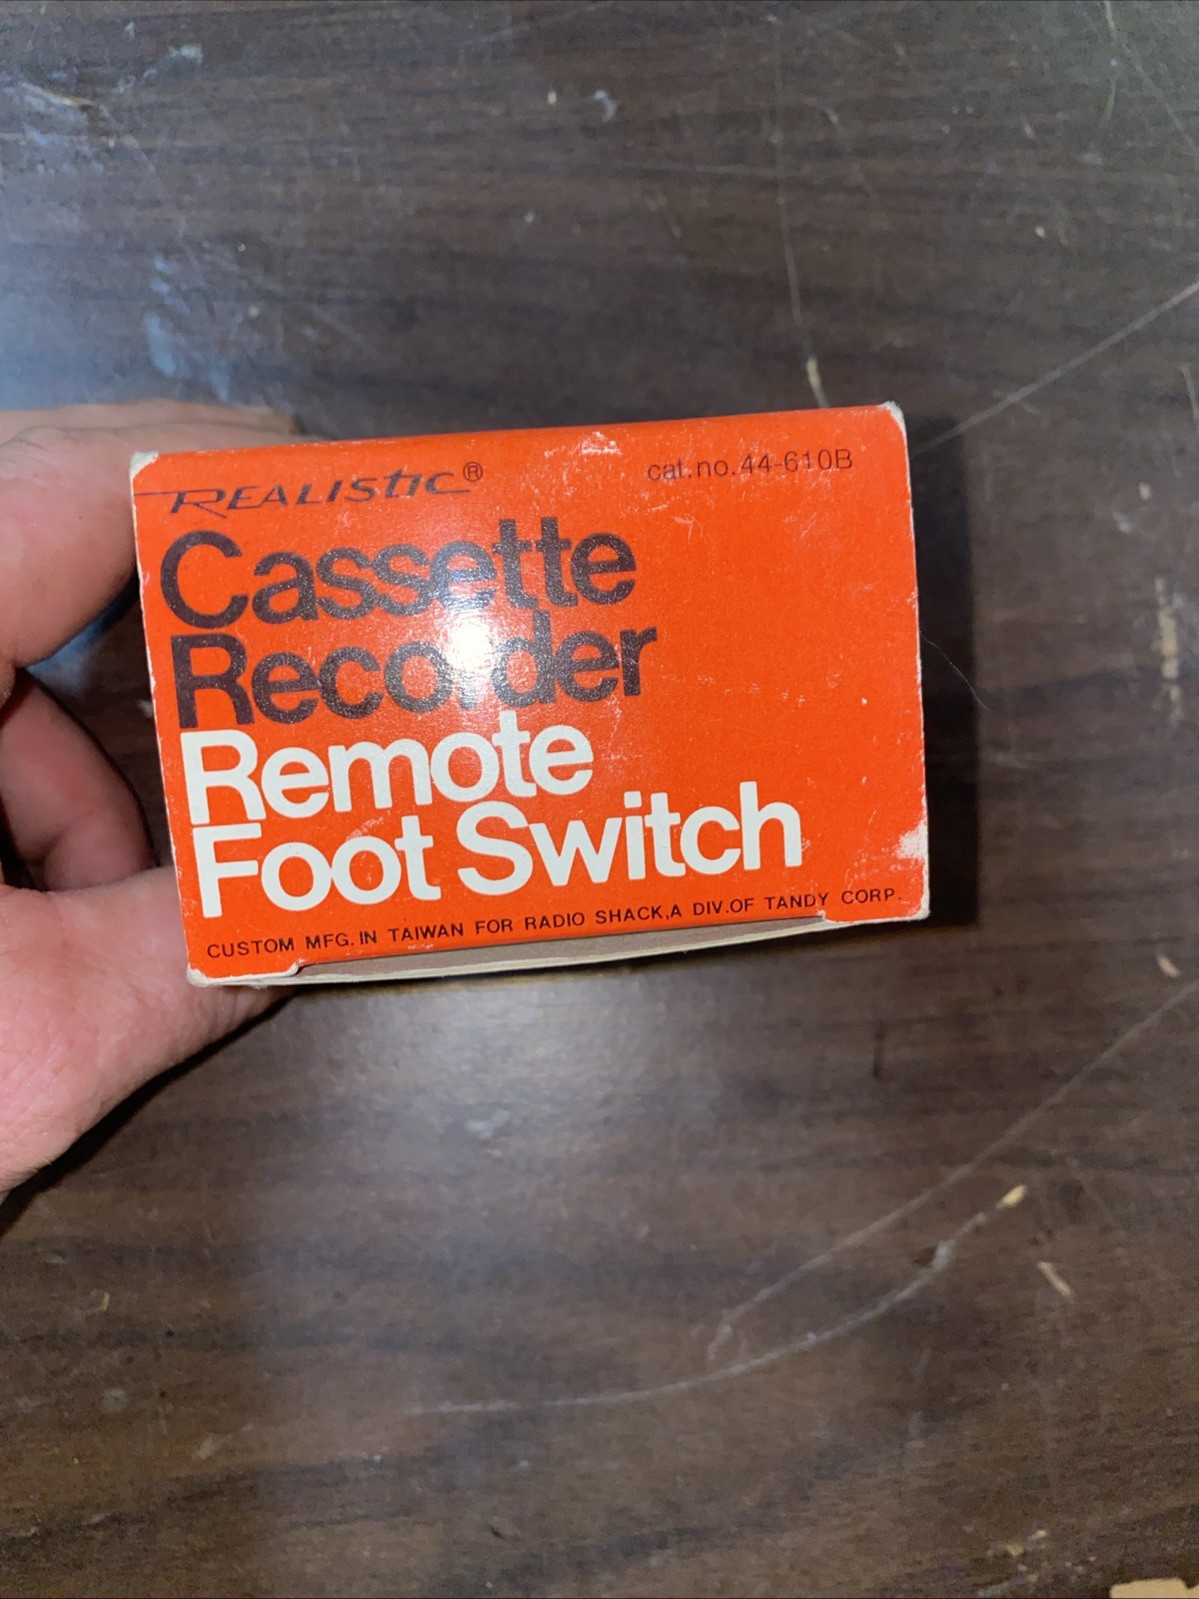 REALISTIC®
cat.no.44-610B
Cassette
Recorder
Remote
Foot Switch
CUSTOM MFG. IN TAIWAN FOR RADIO SHACK,A DIV.OF TANDY CORP.